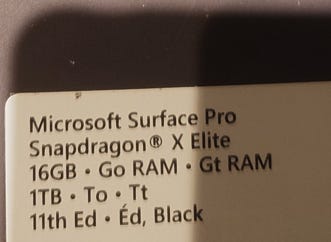 Microsoft Surface Pro
Snapdragon® X Elite
16GB • Go RAM • Gt RAM
1TB • To • Tt
11th Ed • Éd, Black